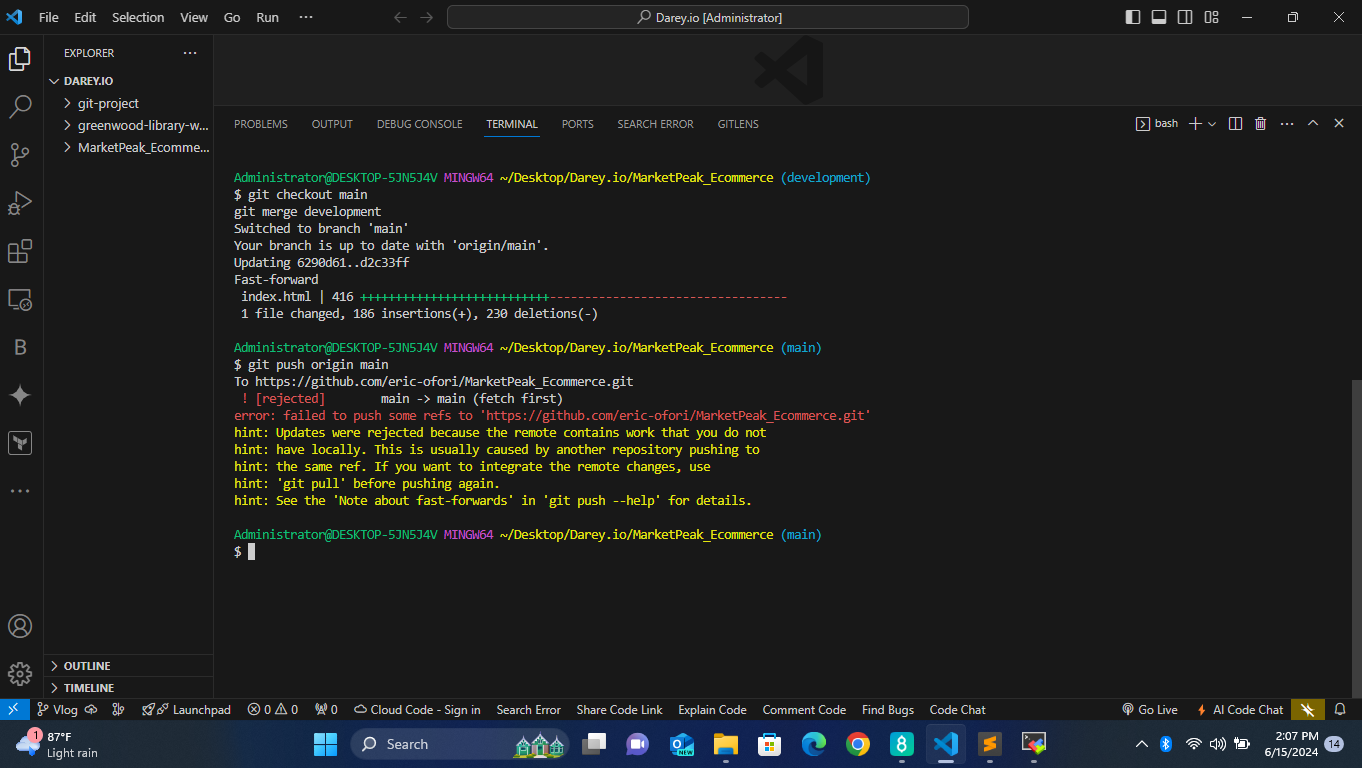 File Edit Selection View Go Run ···
Darey.io [Administrator]
EXPLORER ···
DAREY.IO
git-project
greenwood-library-w...
MarketPeak_Ecomme...
PROBLEMS OUTPUT DEBUG CONSOLE TERMINAL PORTS SEARCH ERROR GITLENS
bash
Administrator@DESKTOP-5JN5J4V MINGW64 ~/Desktop/Darey.io/MarketPeak_Ecommerce (development)
$ git checkout main
git merge development
Switched to branch 'main'
Your branch is up to date with 'origin/main'.
Updating 6290d61..d2c33ff
Fast-forward
index.html | 416 +++++++++++++++++++++++++++----------------------------------
1 file changed, 186 insertions(+), 230 deletions(-)
Administrator@DESKTOP-5JN5J4V MINGW64 ~/Desktop/Darey.io/MarketPeak_Ecommerce (main)
$ git push origin main
To https://github.com/eric-ofori/MarketPeak_Ecommerce.git
! [rejected] main -> main (fetch first)
error: failed to push some refs to 'https://github.com/eric-ofori/MarketPeak_Ecommerce.git'
hint: Updates were rejected because the remote contains work that you do not
hint: have locally. This is usually caused by another repository pushing to
hint: the same ref. If you want to integrate the remote changes, use
hint: 'git pull' before pushing again.
hint: See the 'Note about fast-forwards' in 'git push --help' for details.
Administrator@DESKTOP-5JN5J4V MINGW64 ~/Desktop/Darey.io/MarketPeak_Ecommerce (main)
$
B
OUTLINE
TIMELINE
Vlog Launchpad 0 0 0 Cloud Code - Sign in Search Error Share Code Link Explain Code Comment Code Find Bugs Code Chat Go Live AI Code Chat
1
87°F
Light rain
Search
NEW
8
2:07 PM
6/15/2024
14